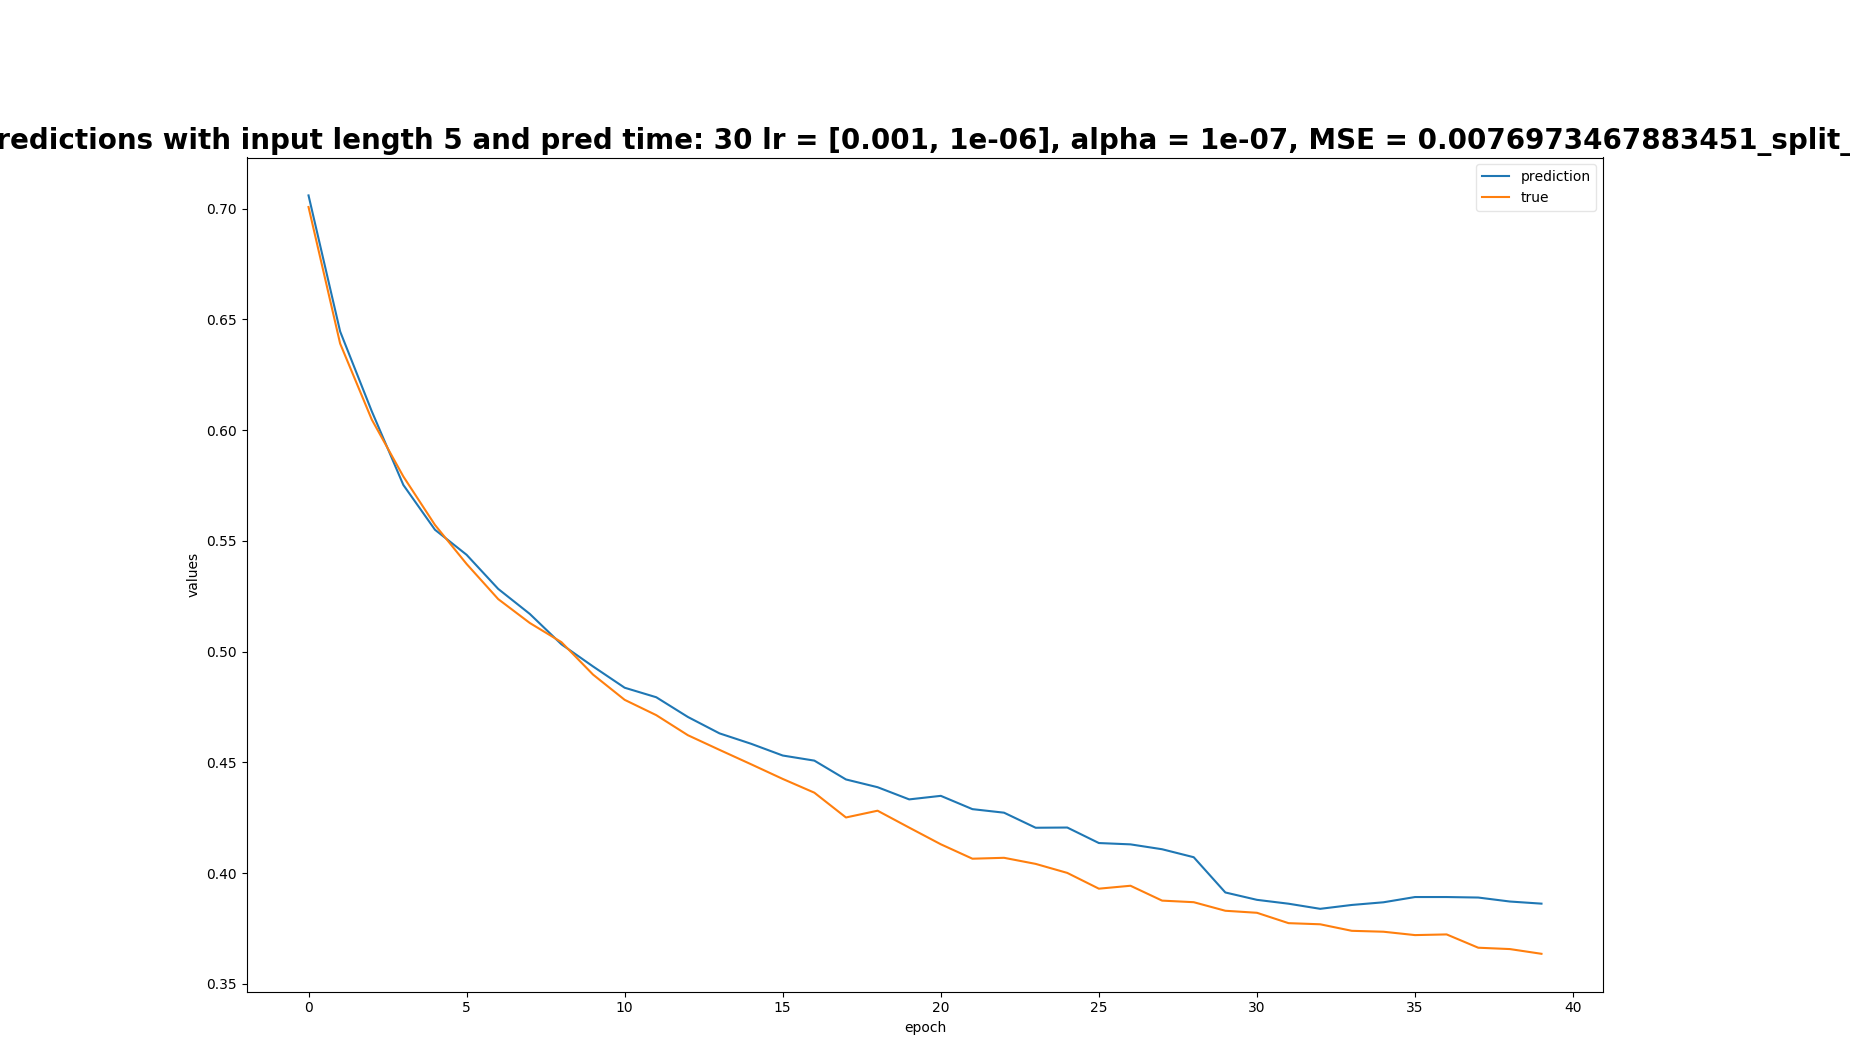 redictions with input length 5 and pred time: 30 lr = [0.001, 1e-06], alpha = 1e-07, MSE = 0.0076973467883451_split_
prediction
true
0.70
0.65
0.60
0.55
0.50
0.45
0.40
0.35
values
0 5 10 15 20 25 30 35 40
epoch